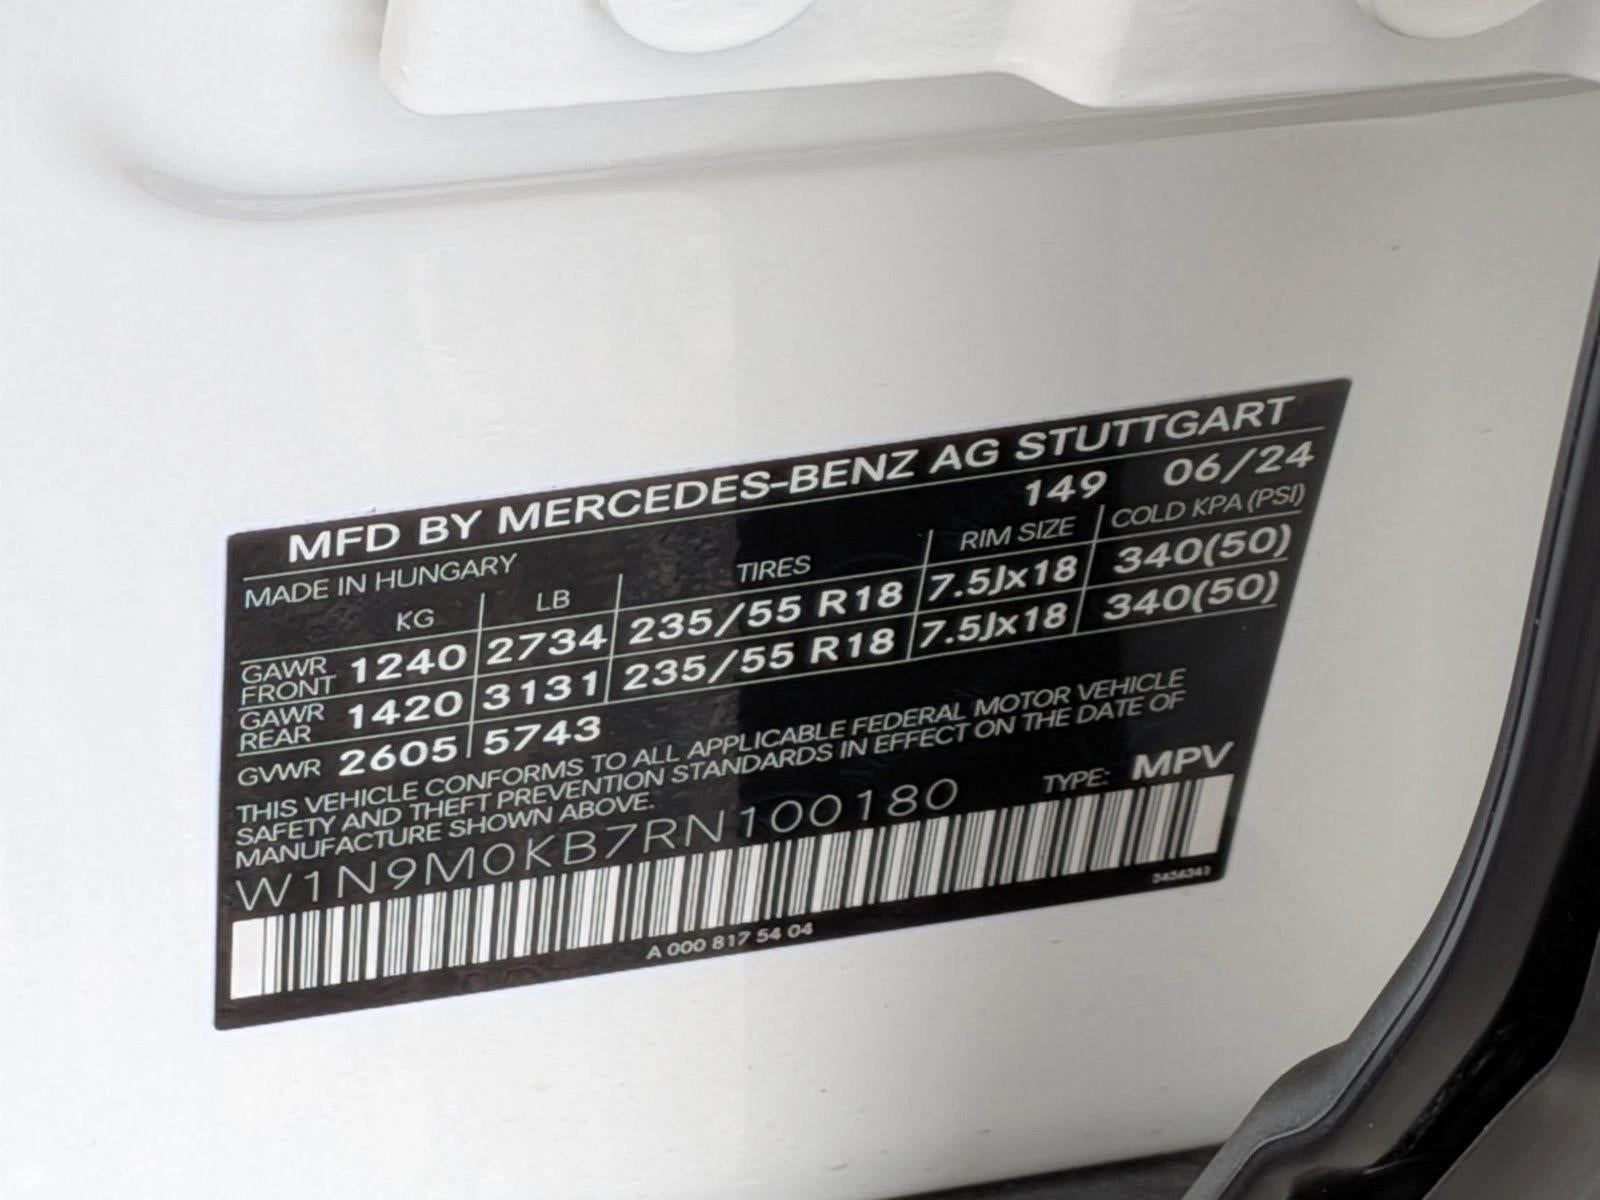 MFD BY MERCEDES-BENZ AG STUTTGART
MADE IN HUNGARY 149 06/24
KG LB TIRES RIM SIZE COLD KPA (PSI)
GAWR FRONT 1240 2734 235/55 R18 7.5Jx18 340(50)
GAWR REAR 1420 3131 235/55 R18 7.5Jx18 340(50)
GVWR 2605 5743
THIS VEHICLE CONFORMS TO ALL APPLICABLE FEDERAL MOTOR VEHICLE
SAFETY AND THEFT PREVENTION STANDARDS IN EFFECT ON THE DATE OF
MANUFACTURE SHOWN ABOVE.
W1N9M0KB7RN100180 TYPE: MPV
A 000 817 54 04